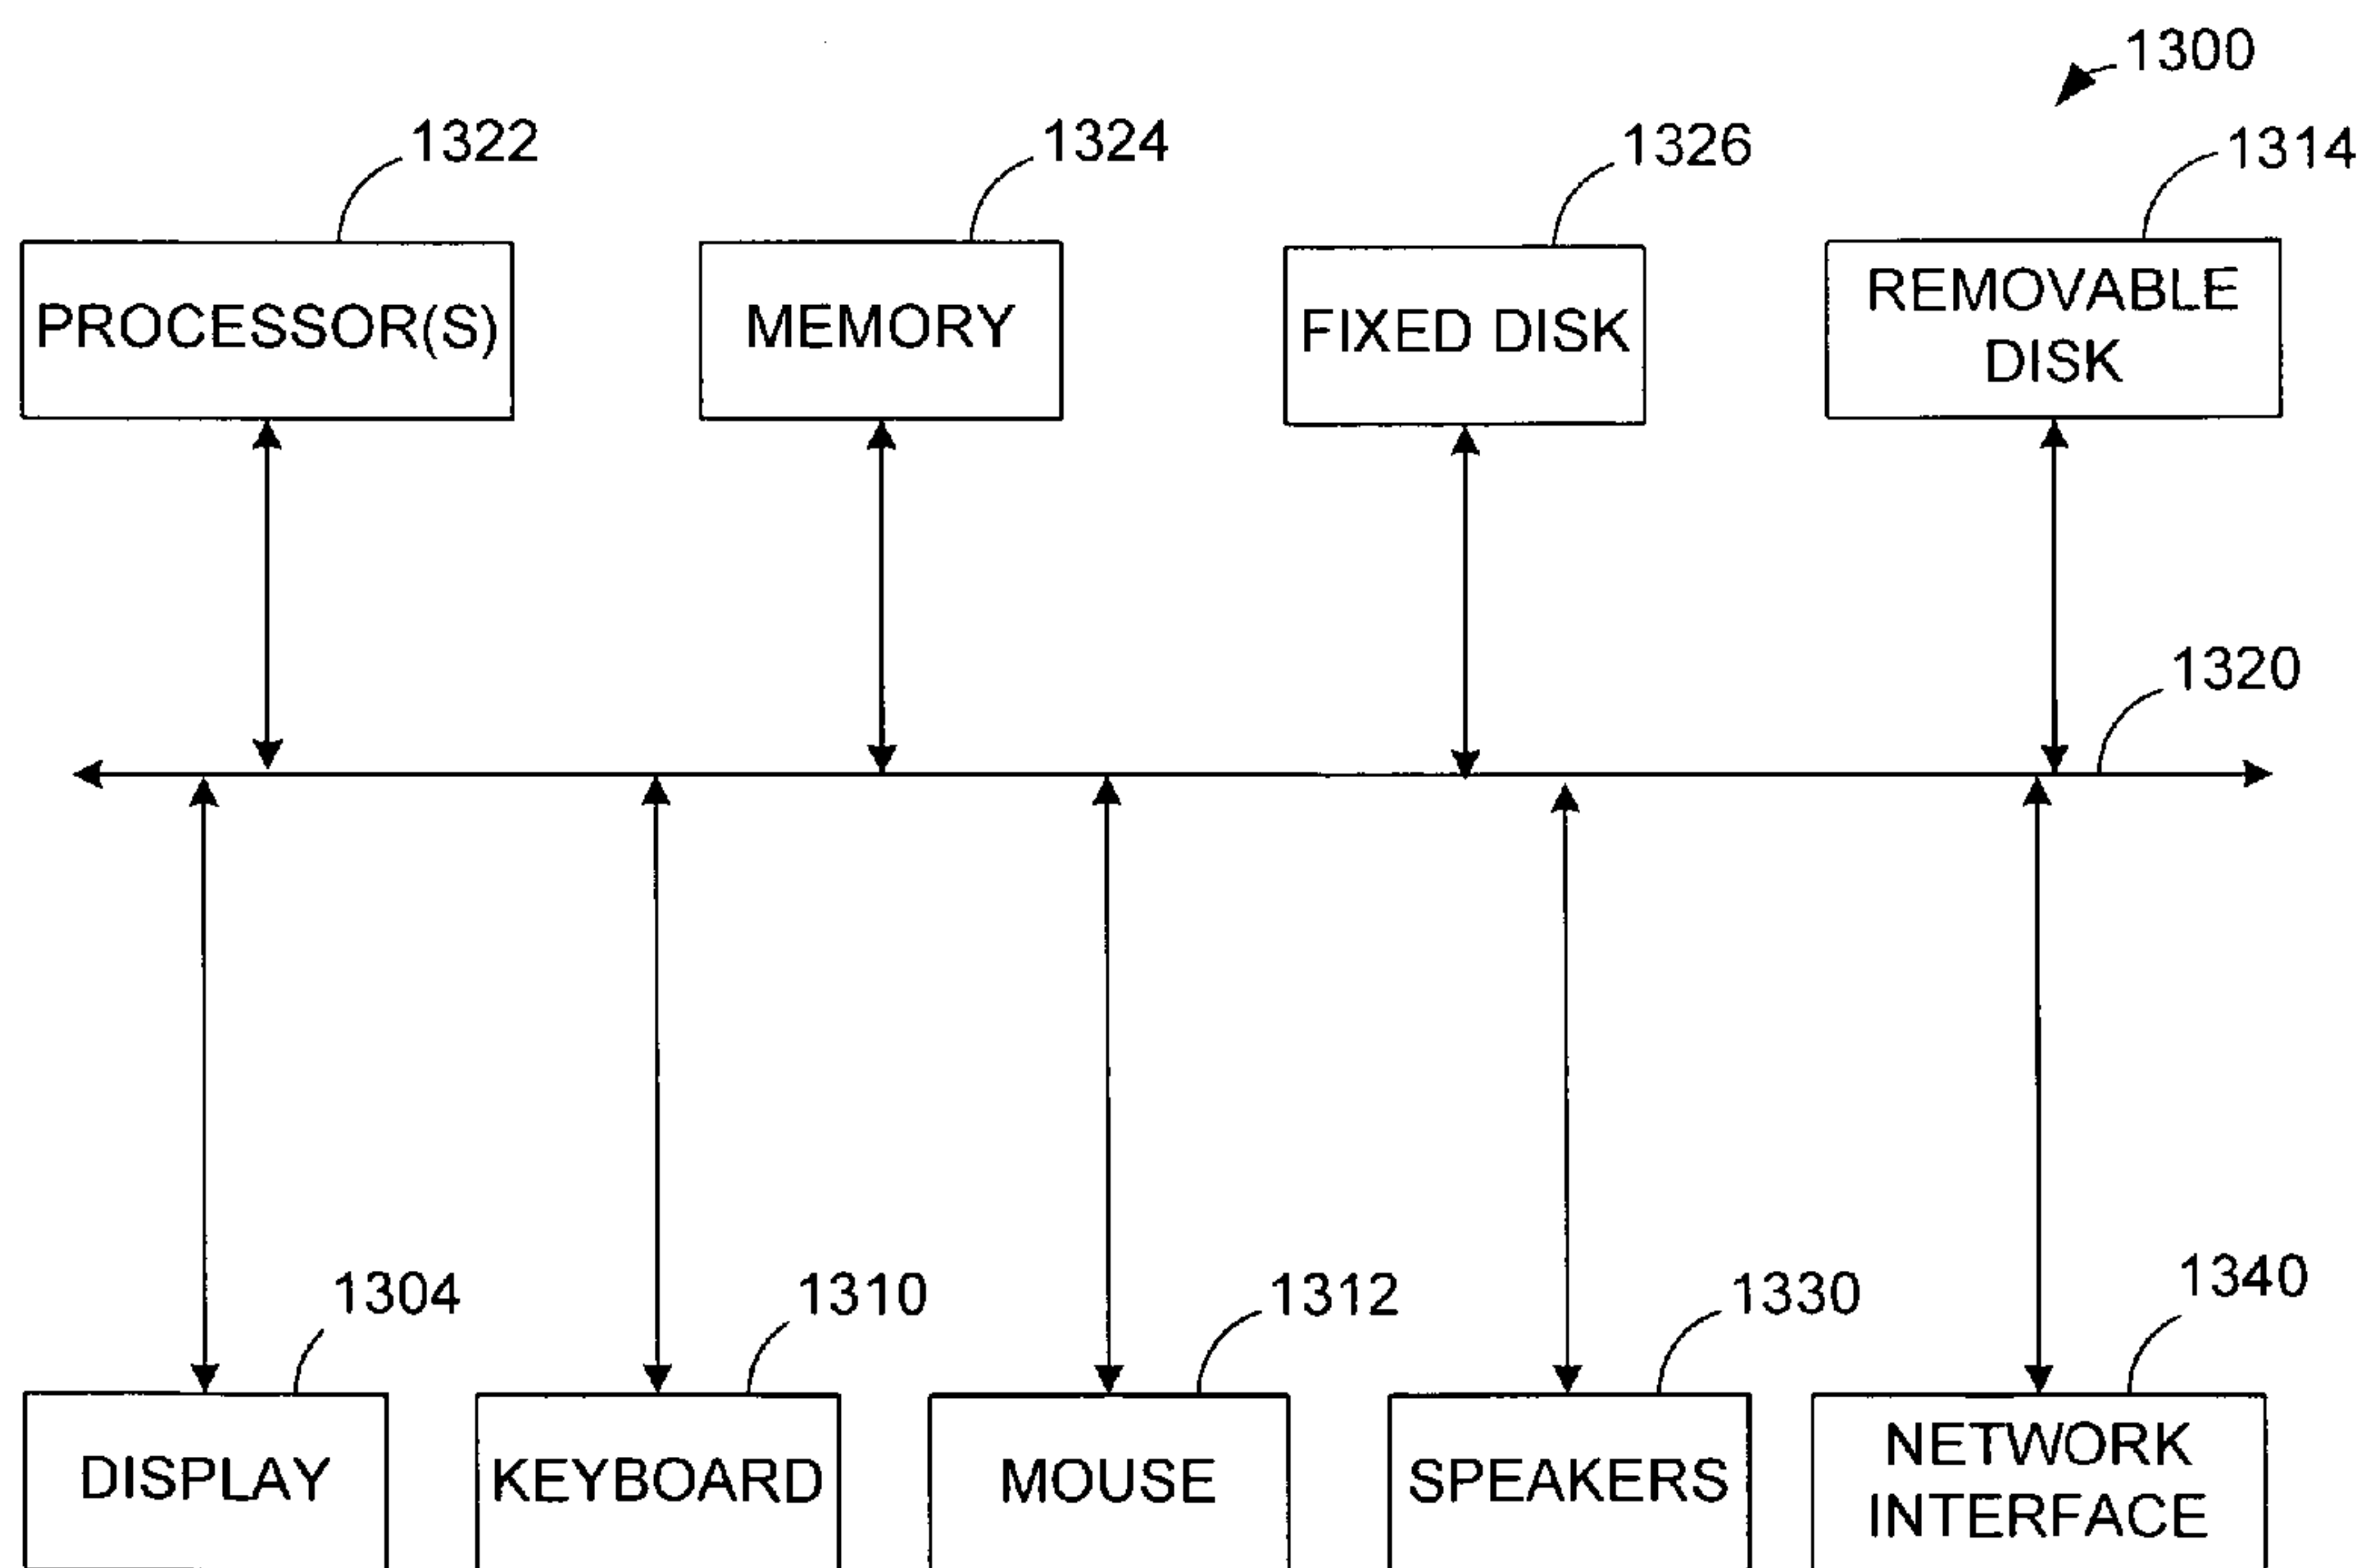 1300
1322
1324
1326
1314
PROCESSOR(S)
MEMORY
FIXED DISK
REMOVABLE
DISK
1320
1304
1310
1312
1330
1340
DISPLAY
KEYBOARD
MOUSE
SPEAKERS
NETWORK
INTERFACE